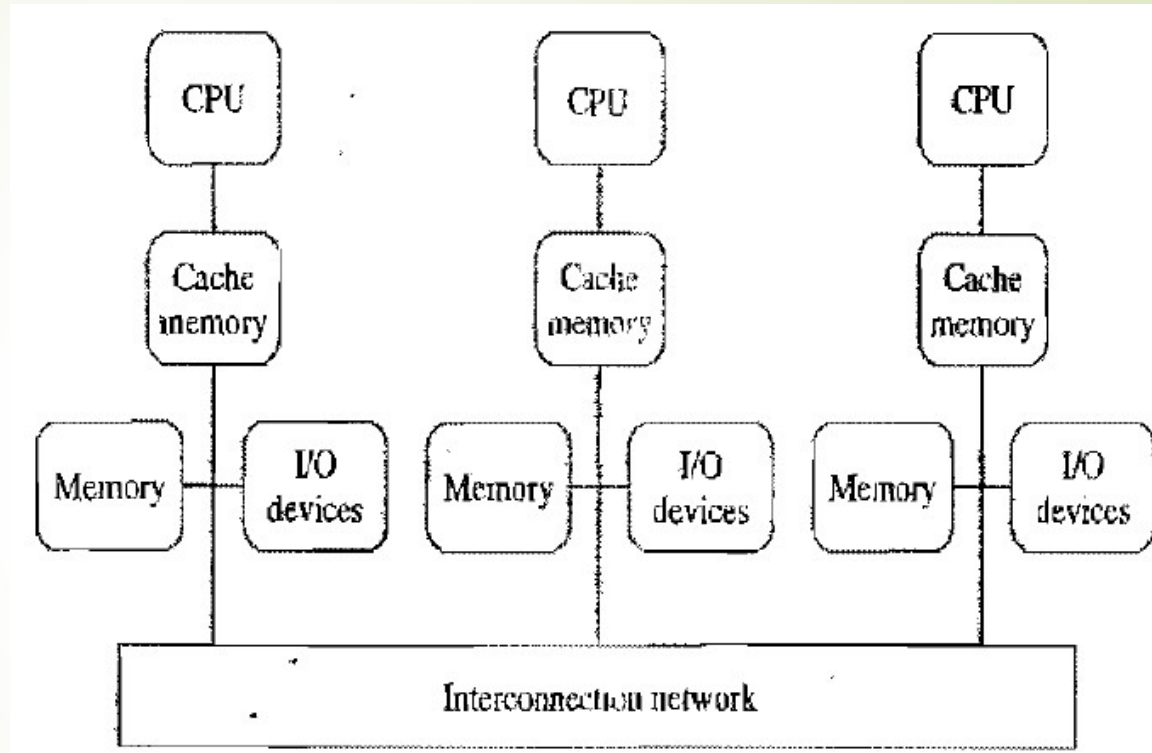 CPU
CPU
CPU
Cache
memory
Cache
memory
Cache
memory
Memory
I/O
devices
Memory
I/O
devices
Memory
I/O
devices
Interconnection network